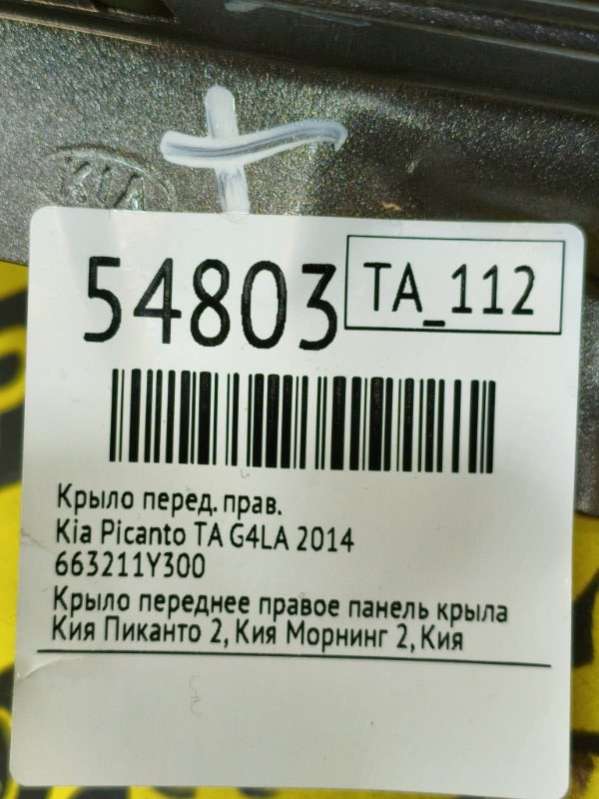 KIA
54803
TA_112
Крыло перед. прав.
Kia Picanto TA G4LA 2014
663211Y300
Крыло переднее правое панель крыла
Кия Пиканто 2, Кия Морнинг 2, Кия